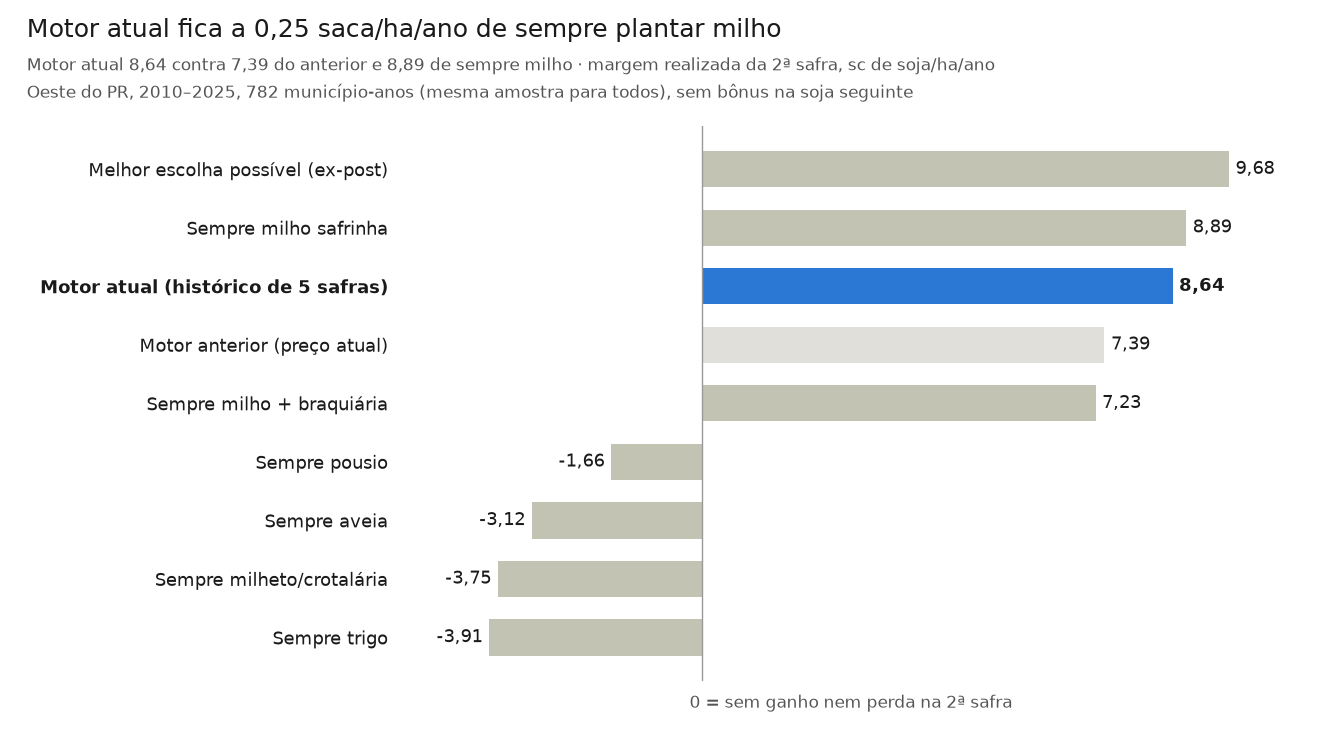 Motor atual fica a 0,25 saca/ha/ano de sempre plantar milho
Motor atual 8,64 contra 7,39 do anterior e 8,89 de sempre milho · margem realizada da 2ª safra, sc de soja/ha/ano
Oeste do PR, 2010–2025, 782 município-anos (mesma amostra para todos), sem bônus na soja seguinte
Melhor escolha possível (ex-post) 9,68
Sempre milho safrinha 8,89
Motor atual (histórico de 5 safras) 8,64
Motor anterior (preço atual) 7,39
Sempre milho + braquiária 7,23
Sempre pousio -1,66
Sempre aveia -3,12
Sempre milheto/crotalária -3,75
Sempre trigo -3,91
0 = sem ganho nem perda na 2ª safra